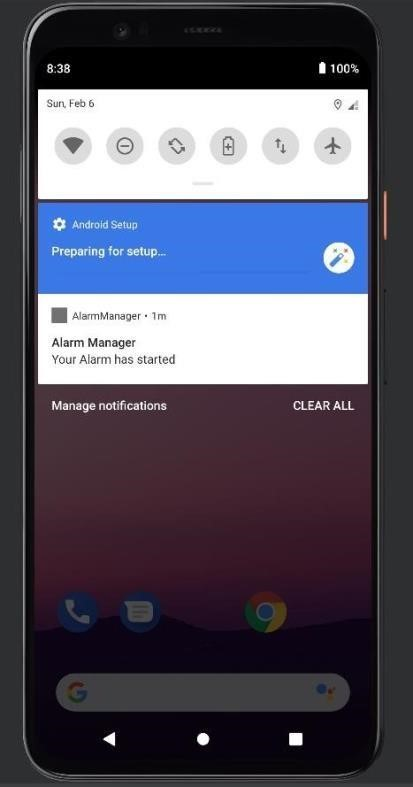 8:38
100%
Sun, Feb 6
Android Setup
Preparing for setup...
AlarmManager • 1m
Alarm Manager
Your Alarm has started
Manage notifications
CLEAR ALL